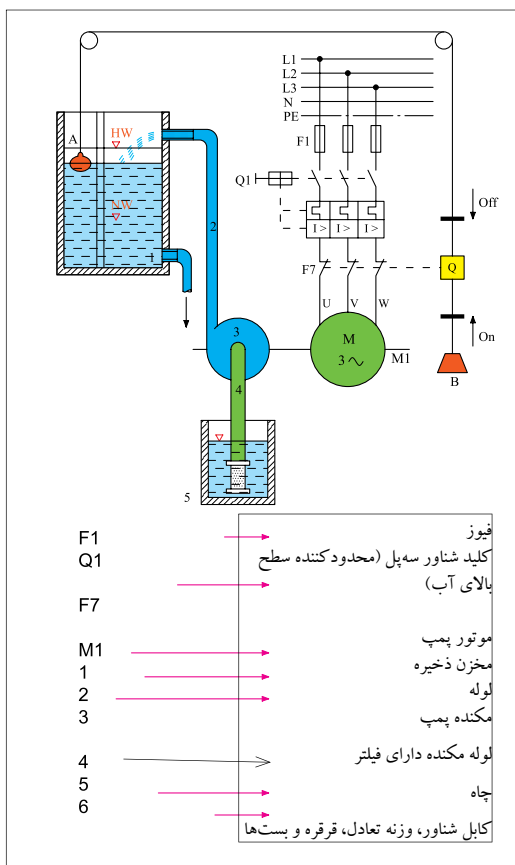 L1
L2
L3
N
PE
F1
A
HW
Q1
Off
I > I > I >
NW
2
F7
Q
1
U V W
3
M
3 ~
M1
On
B
4
5
F1
فیوز
Q1
کلید شناور سه‌پل (محدودکننده سطح
بالای آب)
F7
M1
موتور پمپ
1
مخزن ذخیره
2
لوله
3
مکنده پمپ
4
لوله مکنده دارای فیلتر
5
چاه
6
کابل شناور، وزنه تعادل، قرقره و بست‌ها